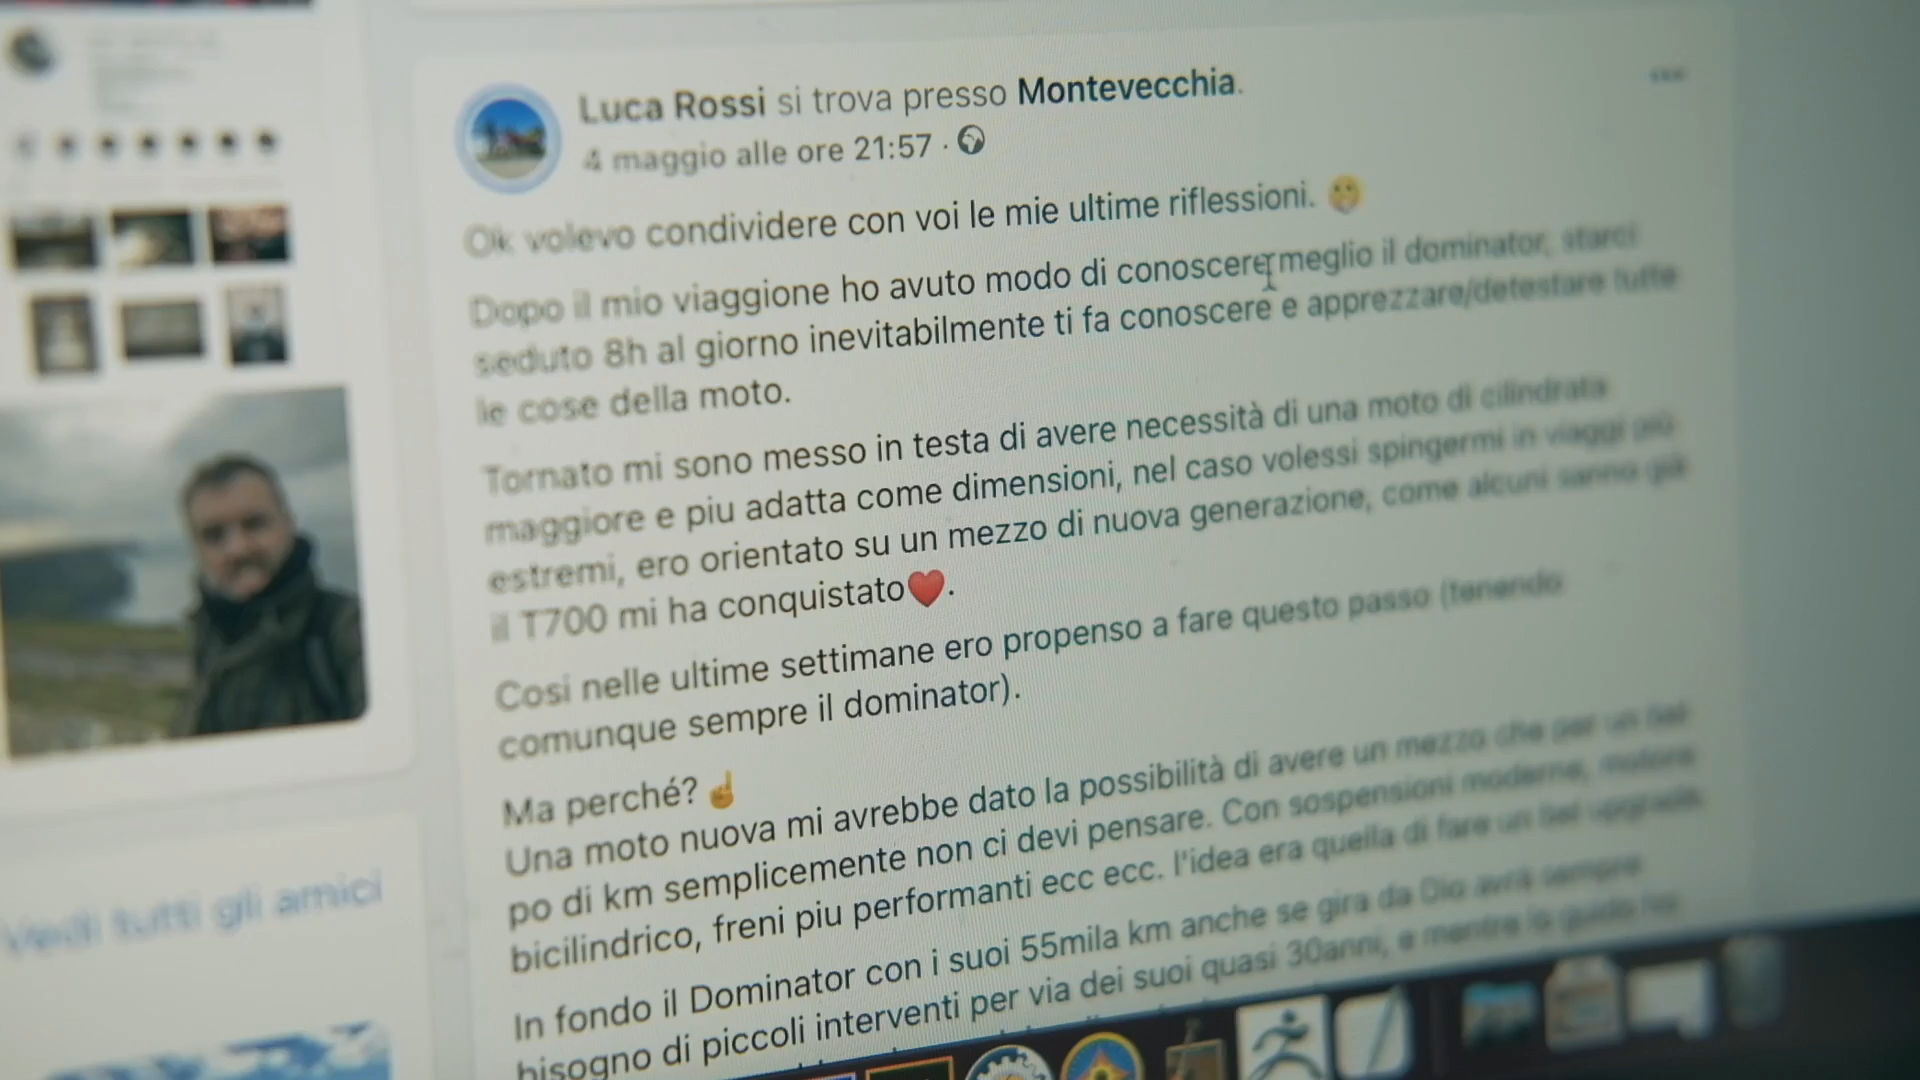 Luca Rossi si trova presso Montevecchia.
4 maggio alle ore 21:57 ·
Ok volevo condividere con voi le mie ultime riflessioni. 🤭
Dopo il mio viaggione ho avuto modo di conoscere meglio il dominator, starci
seduto 8h al giorno inevitabilmente ti fa conoscere e apprezzare/detestare tutte
le cose della moto.
Tornato mi sono messo in testa di avere necessità di una moto di cilindrata
maggiore e piu adatta come dimensioni, nel caso volessi spingermi in viaggi più
estremi, ero orientato su un mezzo di nuova generazione, come alcuni sanno già
il T700 mi ha conquistato❤️.
Cosi nelle ultime settimane ero propenso a fare questo passo (tenendo
comunque sempre il dominator).
Ma perché? ☝️
Una moto nuova mi avrebbe dato la possibilità di avere un mezzo che per un bel
po di km semplicemente non ci devi pensare. Con sospensioni moderne, motore
bicilindrico, freni piu performanti ecc ecc. l'idea era quella di fare un bel upgrade.
In fondo il Dominator con i suoi 55mila km anche se gira da Dio avrà sempre
bisogno di piccoli interventi per via dei suoi quasi 30anni, e mentre lo guido ho
Vedi tutti gli amici